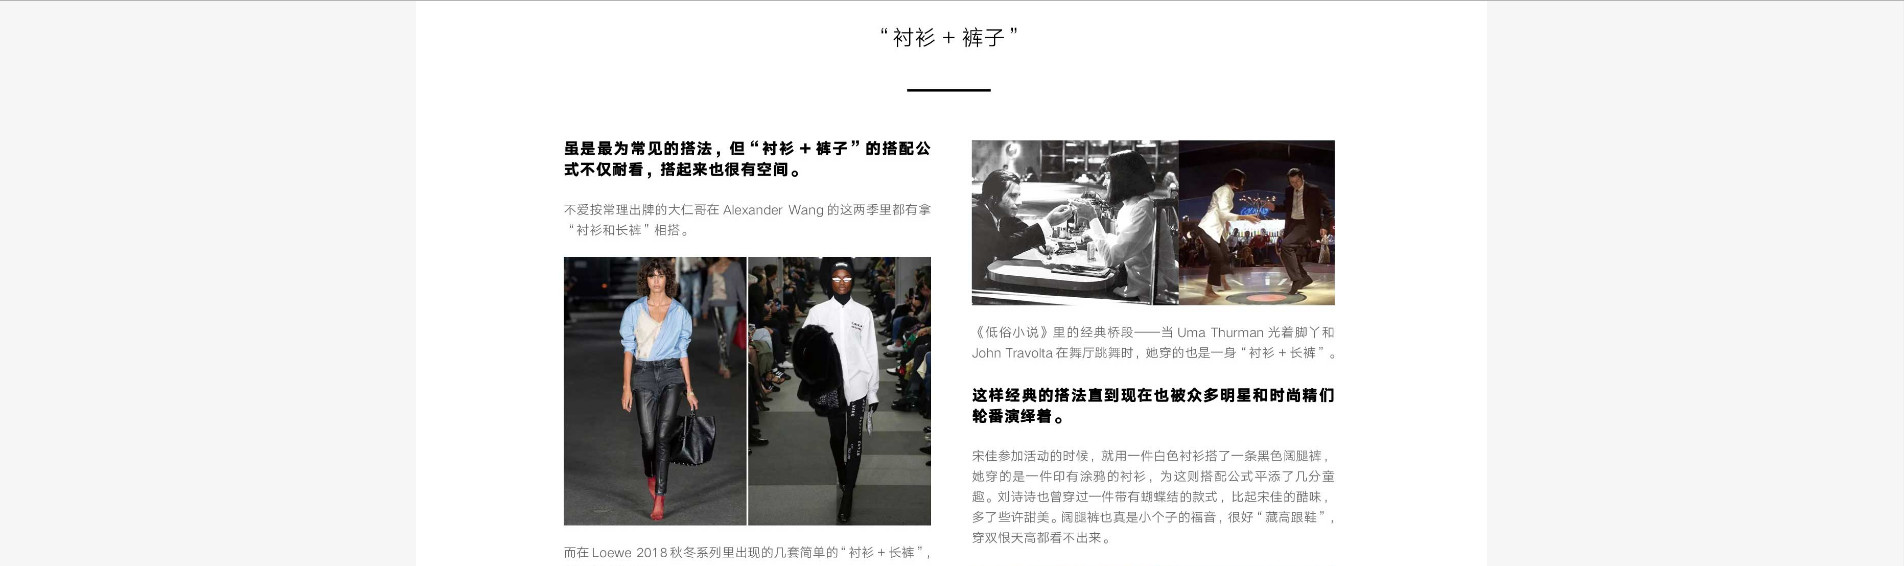 “衬衫 + 裤子”
虽是最为常见的搭法，但“衬衫 + 裤子”的搭配公
式不仅耐看，搭起来也很有空间。
不爱按常理出牌的大仁哥在 Alexander Wang 的这两季里都有拿
“衬衫和长裤”相搭。
而在 Loewe 2018 秋冬系列里出现的几套简单的“衬衫 + 长裤”，
《低俗小说》里的经典桥段——当 Uma Thurman 光着脚丫和
John Travolta 在舞厅跳舞时，她穿的也是一身“衬衫 + 长裤”。
这样经典的搭法直到现在也被众多明星和时尚精们
轮番演绎着。
宋佳参加活动的时候，就用一件白色衬衫搭了一条黑色阔腿裤，
她穿的是一件印有涂鸦的衬衫，为这则搭配公式平添了几分童
趣。刘诗诗也曾穿过一件带有蝴蝶结的款式，比起宋佳的酷味，
多了些许甜美。阔腿裤也真是小个子的福音，很好“藏高跟鞋”，
穿双恨天高都看不出来。